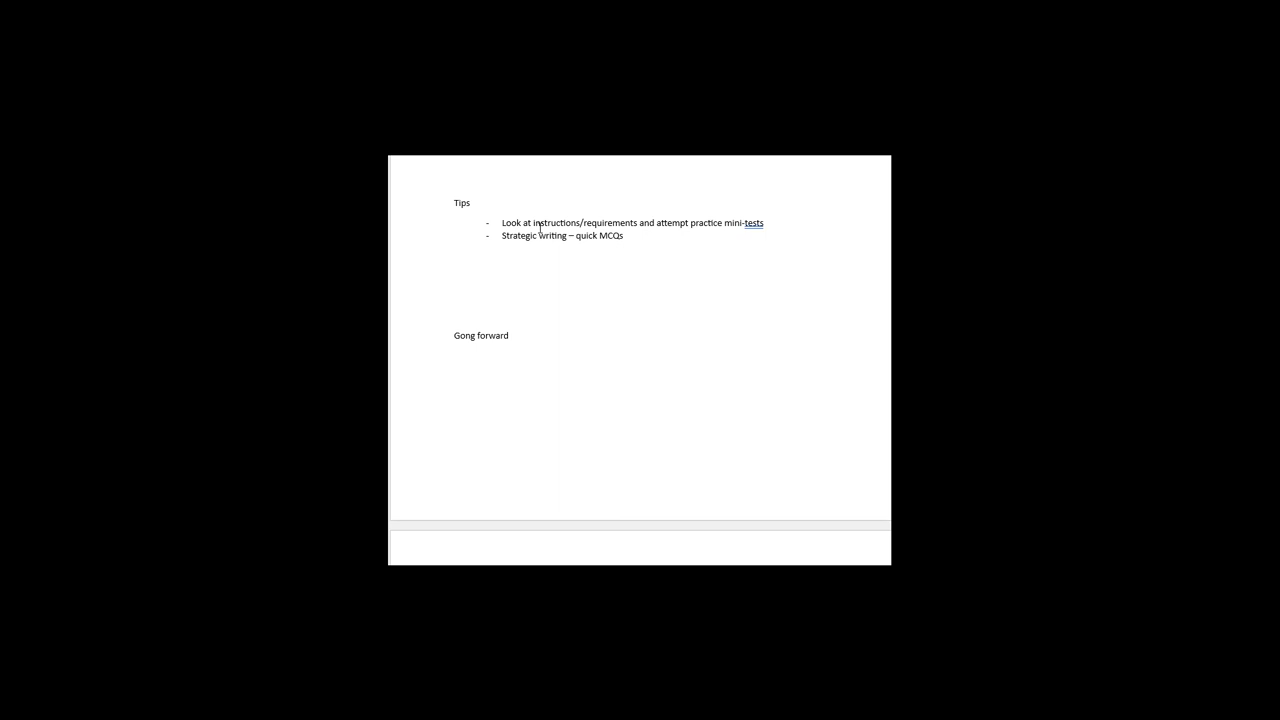 Tips
- Look at instructions/requirements and attempt practice mini-tests
- Strategic writing – quick MCQs
Gong forward